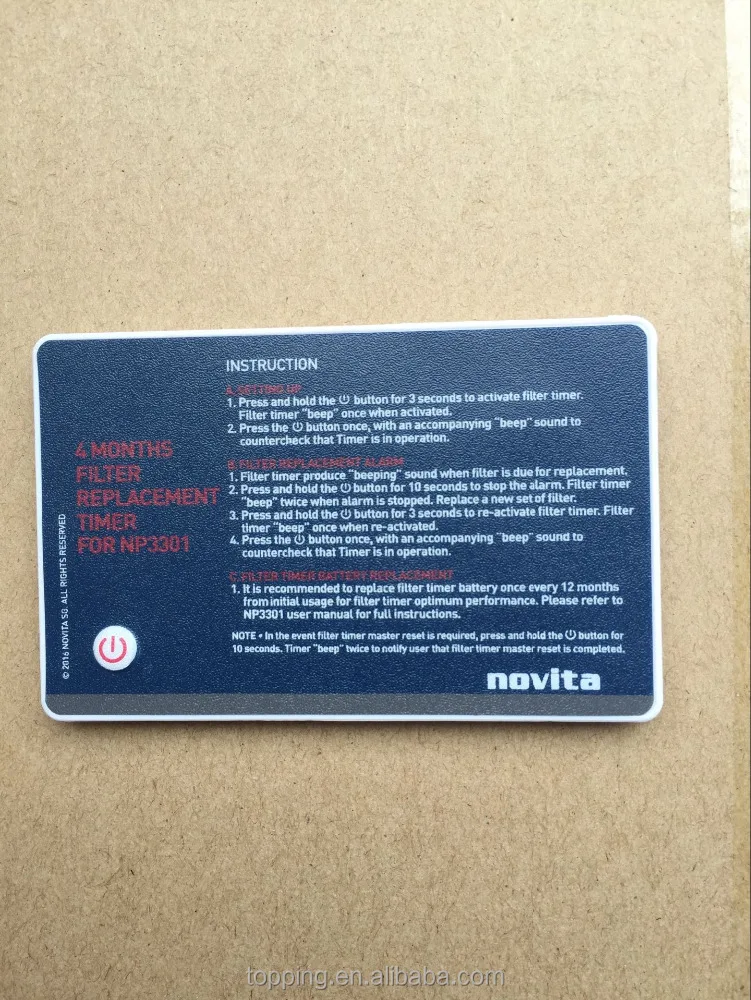 INSTRUCTION
A. SETTING UP
1. Press and hold the ⏻ button for 3 seconds to activate filter timer.
Filter timer "beep" once when activated.
2. Press the ⏻ button once, with an accompanying "beep" sound to
countercheck that Timer is in operation.
B. FILTER REPLACEMENT ALARM
1. Filter timer produce "beeping" sound when filter is due for replacement.
2. Press and hold the ⏻ button for 10 seconds to stop the alarm. Filter timer
"beep" twice when alarm is stopped. Replace a new set of filter.
3. Press and hold the ⏻ button for 3 seconds to re-activate filter timer. Filter
timer "beep" once when re-activated.
4. Press the ⏻ button once, with an accompanying "beep" sound to
countercheck that Timer is in operation.
C. FILTER TIMER BATTERY REPLACEMENT
1. It is recommended to replace filter timer battery once every 12 months
from initial usage for filter timer optimum performance. Please refer to
NP3301 user manual for full instructions.
NOTE • In the event filter timer master reset is required, press and hold the ⏻ button for
10 seconds. Timer "beep" twice to notify user that filter timer master reset is completed.
4 MONTHS
FILTER
REPLACEMENT
TIMER
FOR NP3301
© 2016 NOVITA SG. ALL RIGHTS RESERVED
novita
topping.en.alibaba.com